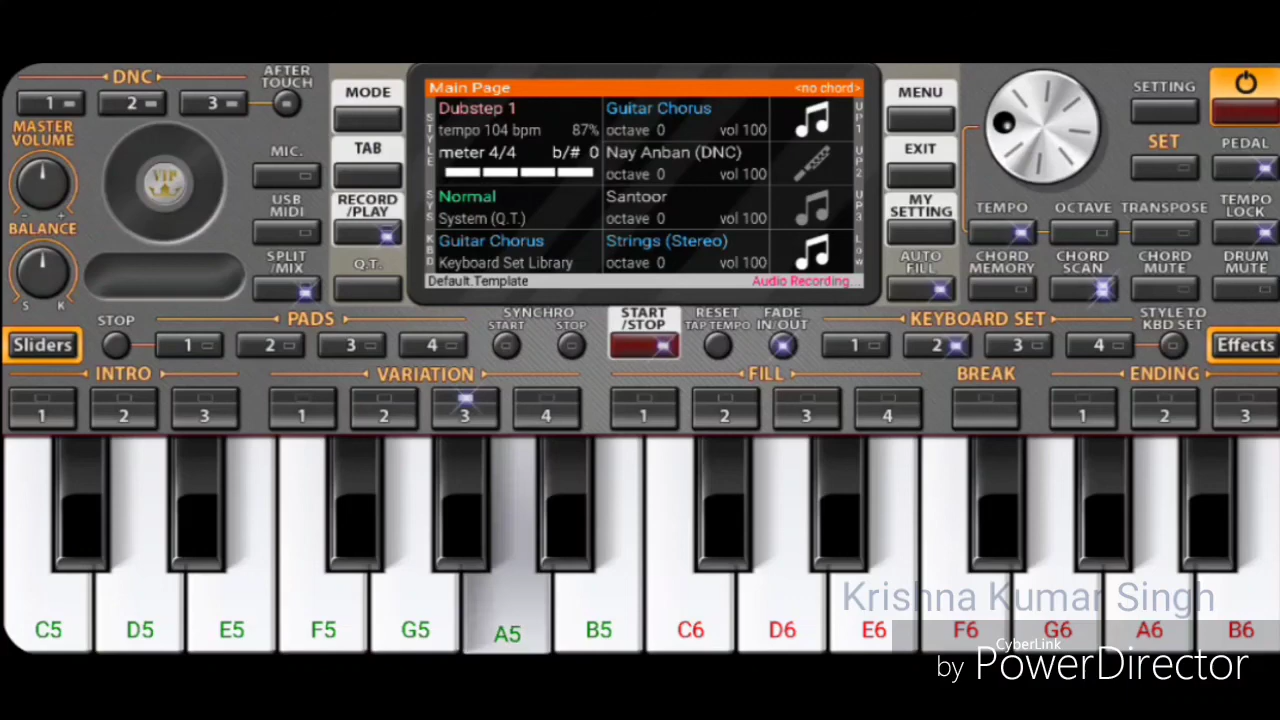 DNC
AFTER TOUCH
1
2
3
MASTER VOLUME
- +
BALANCE
S K
VIP
MIC.
USB MIDI
SPLIT /MIX
MODE
TAB
RECORD /PLAY
Q.T.
Main Page <no chord>
STYLE
Dubstep 1
tempo 104 bpm 87%
meter 4/4 b/# 0
SYS
Normal
System (Q.T.)
KBD
Guitar Chorus
Keyboard Set Library
Guitar Chorus
octave 0 vol 100
UP1
Nay Anban (DNC)
octave 0 vol 100
UP2
Santoor
octave 0 vol 100
UP3
Strings (Stereo)
octave 0 vol 100
Low
Default.Template Audio Recording...
MENU
EXIT
MY SETTING
AUTO FILL
SETTING
SET
PEDAL
TEMPO OCTAVE TRANSPOSE TEMPO LOCK
CHORD MEMORY CHORD SCAN CHORD MUTE DRUM MUTE
Sliders
STOP
PADS
1 2 3 4
SYNCHRO
START STOP
START /STOP
RESET TAP TEMPO
FADE IN/OUT
KEYBOARD SET
1 2 3 4
STYLE TO KBD SET
Effects
INTRO VARIATION FILL BREAK ENDING
1 2 3 1 2 3 4 1 2 3 4 1 2 3
C5 D5 E5 F5 G5 A5 B5 C6 D6 E6 F6 G6 A6 B6
Krishna Kumar Singh
CyberLink
by PowerDirector